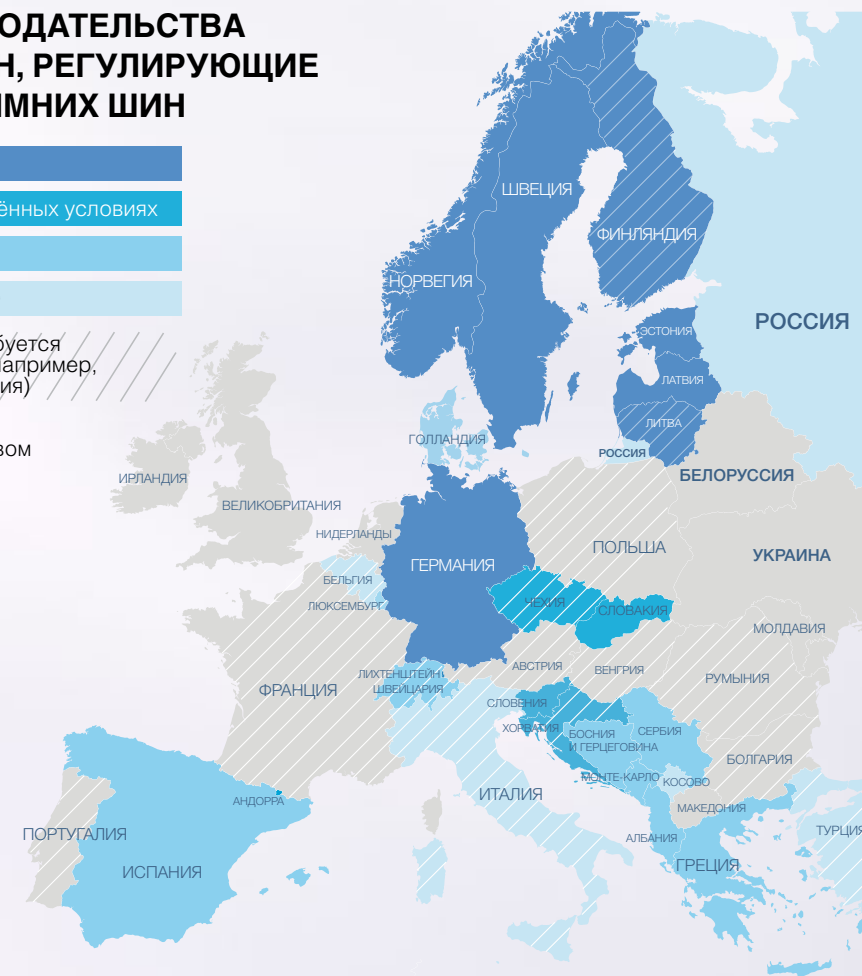 ОДАТЕЛЬСТВА
Н, РЕГУЛИРУЮЩИЕ
ИМНИХ ШИН
ённых условиях
буется
например,
ия)
вом
ШВЕЦИЯ
ФИНЛЯНДИЯ
НОРВЕГИЯ
РОССИЯ
ЭСТОНИЯ
ЛАТВИЯ
ЛИТВА
ГОЛЛАНДИЯ
РОССИЯ
БЕЛОРУССИЯ
ИРЛАНДИЯ
ВЕЛИКОБРИТАНИЯ
НИДЕРЛАНДЫ
ПОЛЬША
УКРАИНА
ГЕРМАНИЯ
БЕЛЬГИЯ
ЛЮКСЕМБУРГ
ЧЕХИЯ
СЛОВАКИЯ
МОЛДАВИЯ
АВСТРИЯ
ВЕНГРИЯ
ЛИХТЕНШТЕЙН
ШВЕЙЦАРИЯ
РУМЫНИЯ
ФРАНЦИЯ
СЛОВЕНИЯ
ХОРВАТИЯ
БОСНИЯ
И ГЕРЦЕГОВИНА
СЕРБИЯ
БОЛГАРИЯ
МОНТЕ-КАРЛО
КОСОВО
АНДОРРА
ИТАЛИЯ
МАКЕДОНИЯ
ПОРТУГАЛИЯ
АЛБАНИЯ
ТУРЦИЯ
ИСПАНИЯ
ГРЕЦИЯ